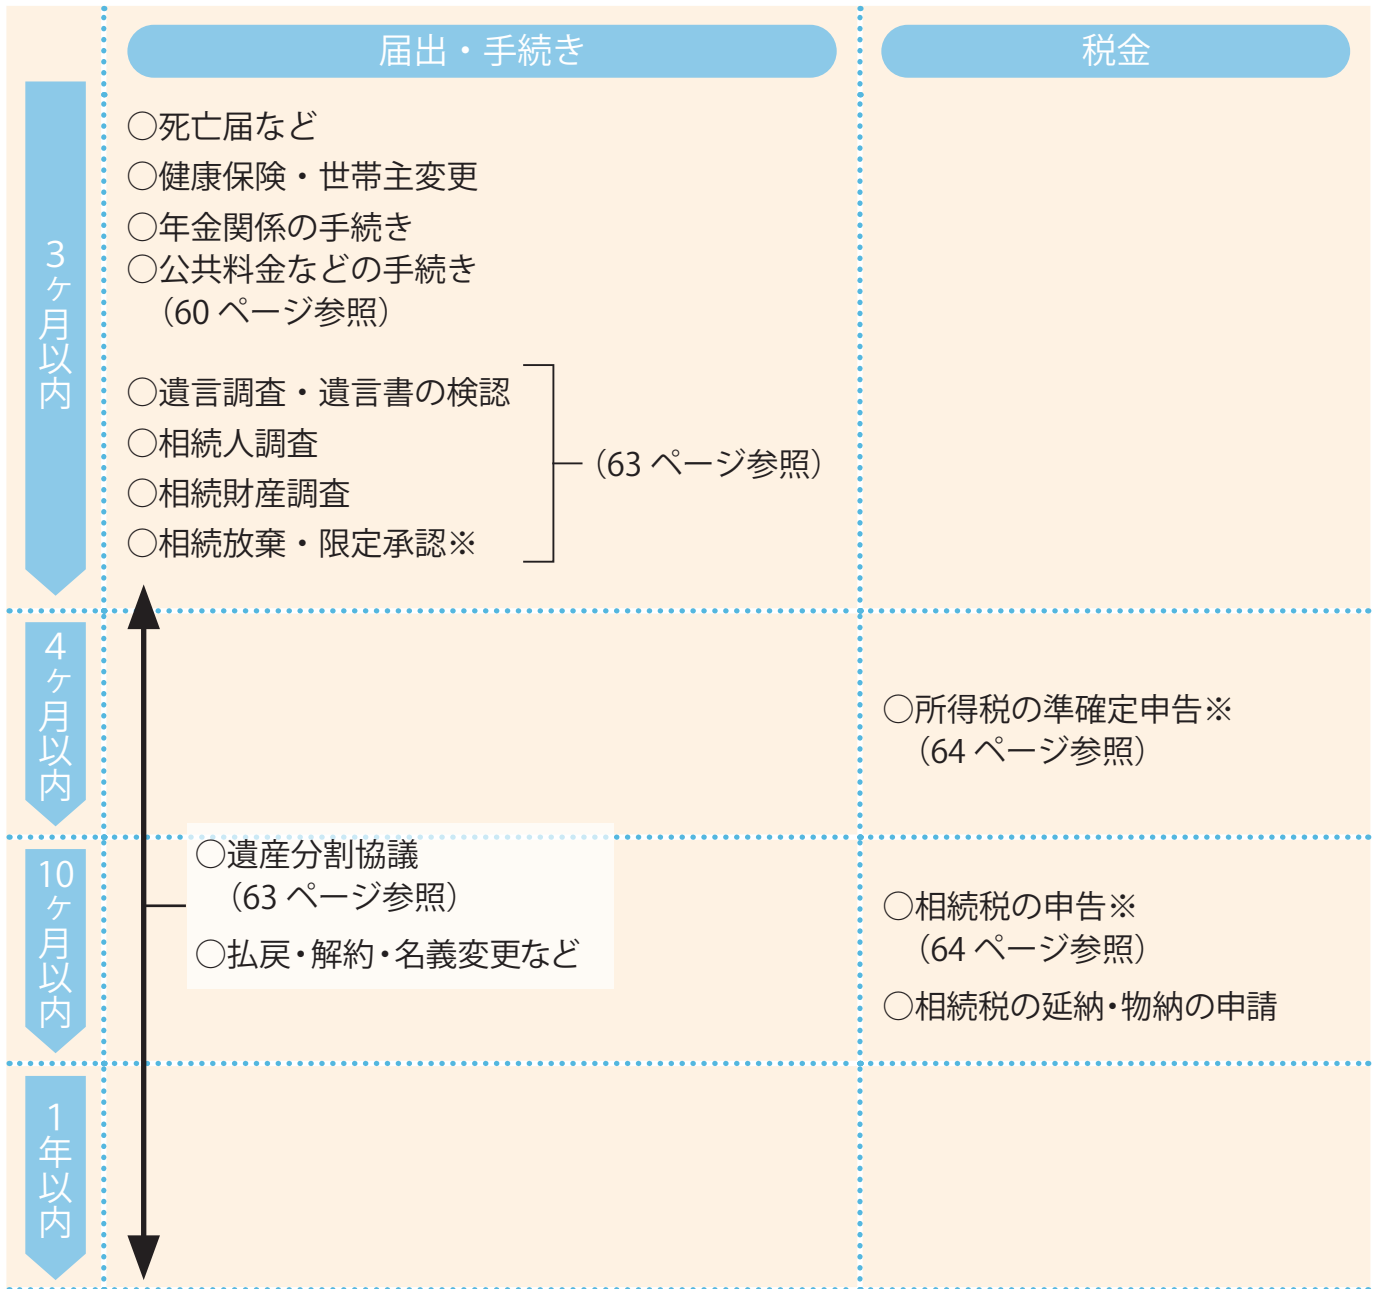 届出・手続き
税金
3ヶ月以内
○死亡届など
○健康保険・世帯主変更
○年金関係の手続き
○公共料金などの手続き
（60 ページ参照）
○遺言調査・遺言書の検認
○相続人調査
○相続財産調査
○相続放棄・限定承認※
（63 ページ参照）
4ヶ月以内
○所得税の準確定申告※
（64 ページ参照）
10ヶ月以内
○遺産分割協議
（63 ページ参照）
○払戻・解約・名義変更など
○相続税の申告※
（64 ページ参照）
○相続税の延納・物納の申請
1年以内